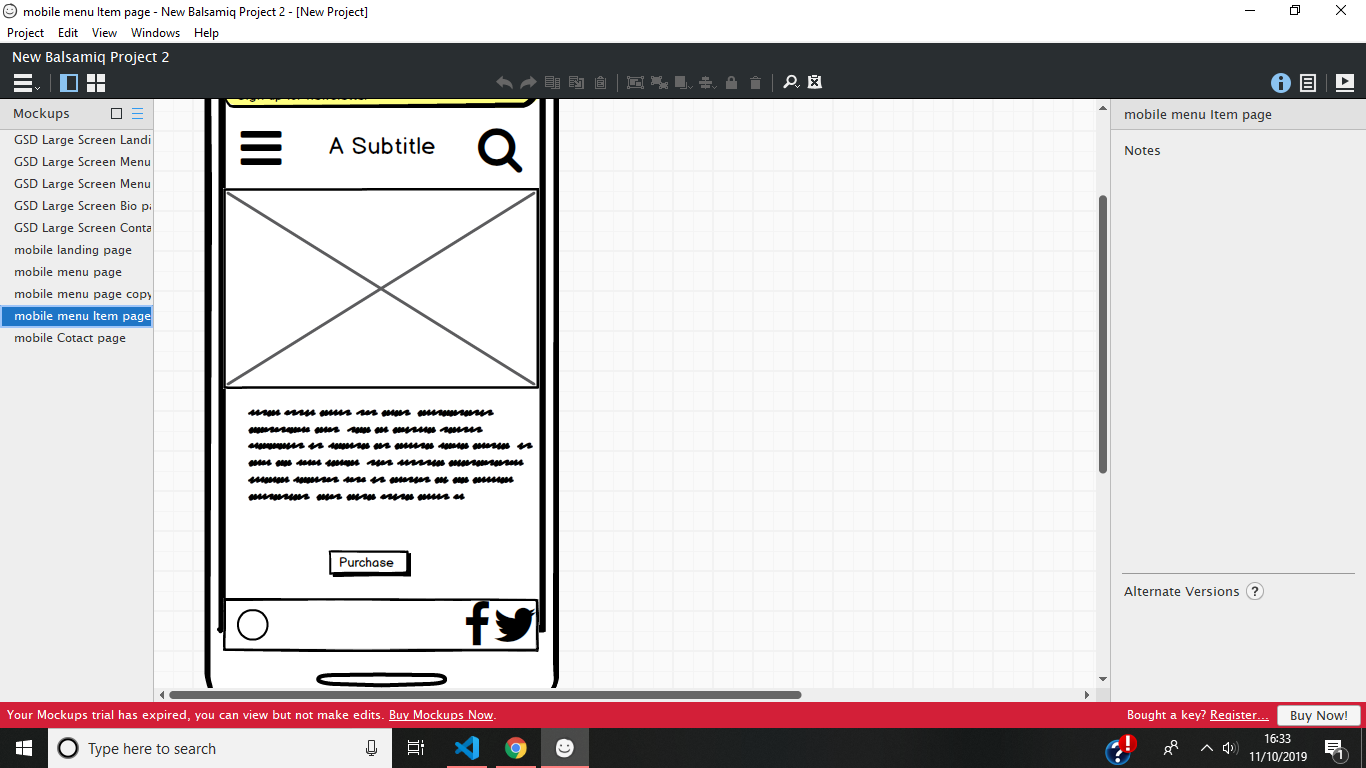 mobile menu Item page - New Balsamiq Project 2 - [New Project]
Project Edit View Windows Help
New Balsamiq Project 2
Mockups
GSD Large Screen Landi
GSD Large Screen Menu
GSD Large Screen Menu
GSD Large Screen Bio pa
GSD Large Screen Conta
mobile landing page
mobile menu page
mobile menu page copy
mobile menu Item page
mobile Cotact page
A Subtitle
Purchase
mobile menu Item page
Notes
Alternate Versions ?
Your Mockups trial has expired, you can view but not make edits. Buy Mockups Now.
Bought a key? Register... Buy Now!
Type here to search
16:33
11/10/2019
1